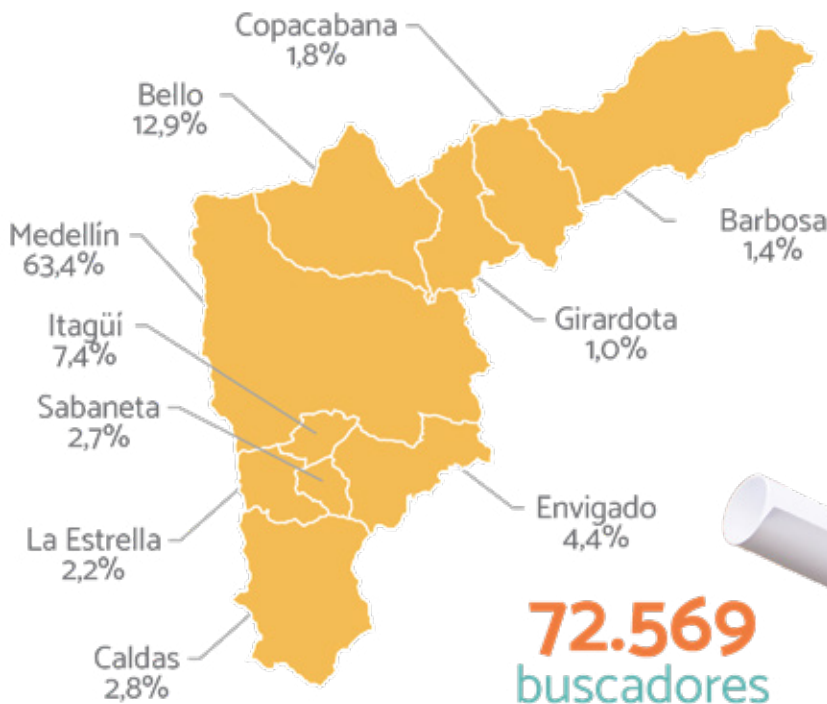 Copacabana
1,8%
Bello
12,9%
Medellín
63,4%
Barbosa
1,4%
Itagüí
7,4%
Girardota
1,0%
Sabaneta
2,7%
Envigado
4,4%
La Estrella
2,2%
Caldas
2,8%
72.569
buscadores